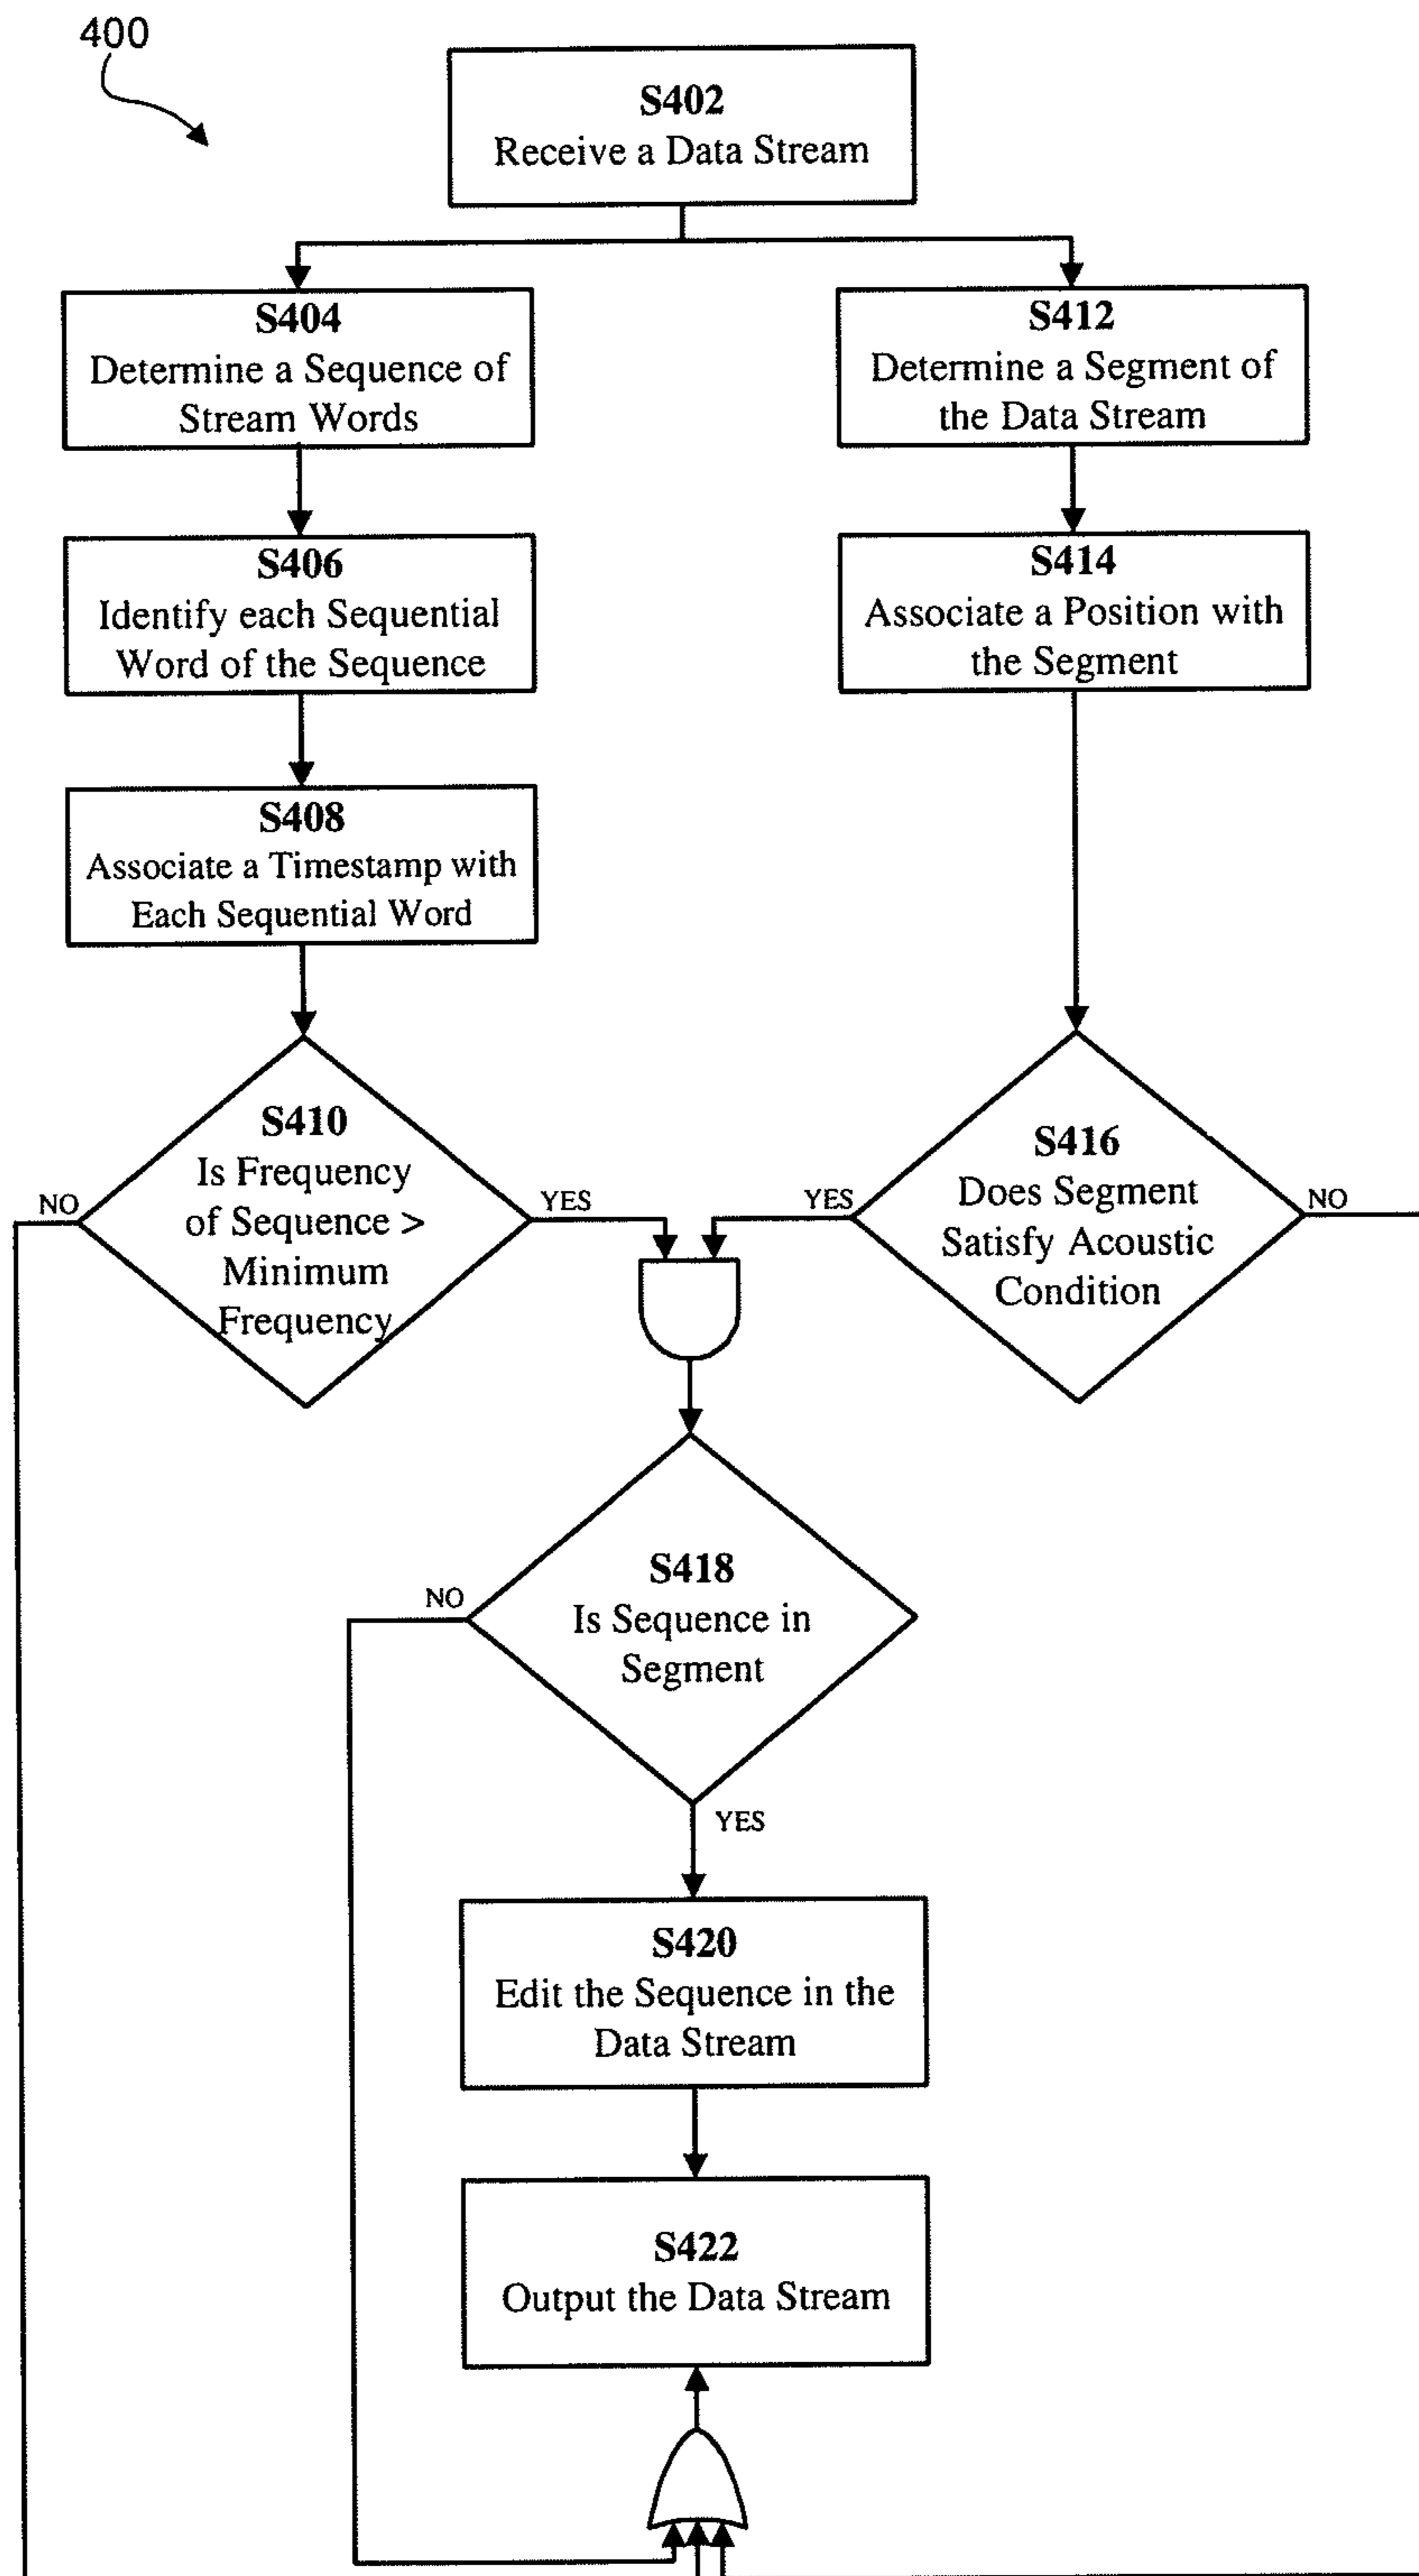 400
S402
Receive a Data Stream
S404
Determine a Sequence of
Stream Words
S412
Determine a Segment of
the Data Stream
S406
Identify each Sequential
Word of the Sequence
S414
Associate a Position with
the Segment
S408
Associate a Timestamp with
Each Sequential Word
S410
Is Frequency
of Sequence >
Minimum
Frequency
NO
YES
S416
Does Segment
Satisfy Acoustic
Condition
YES
NO
S418
Is Sequence in
Segment
NO
YES
S420
Edit the Sequence in the
Data Stream
S422
Output the Data Stream